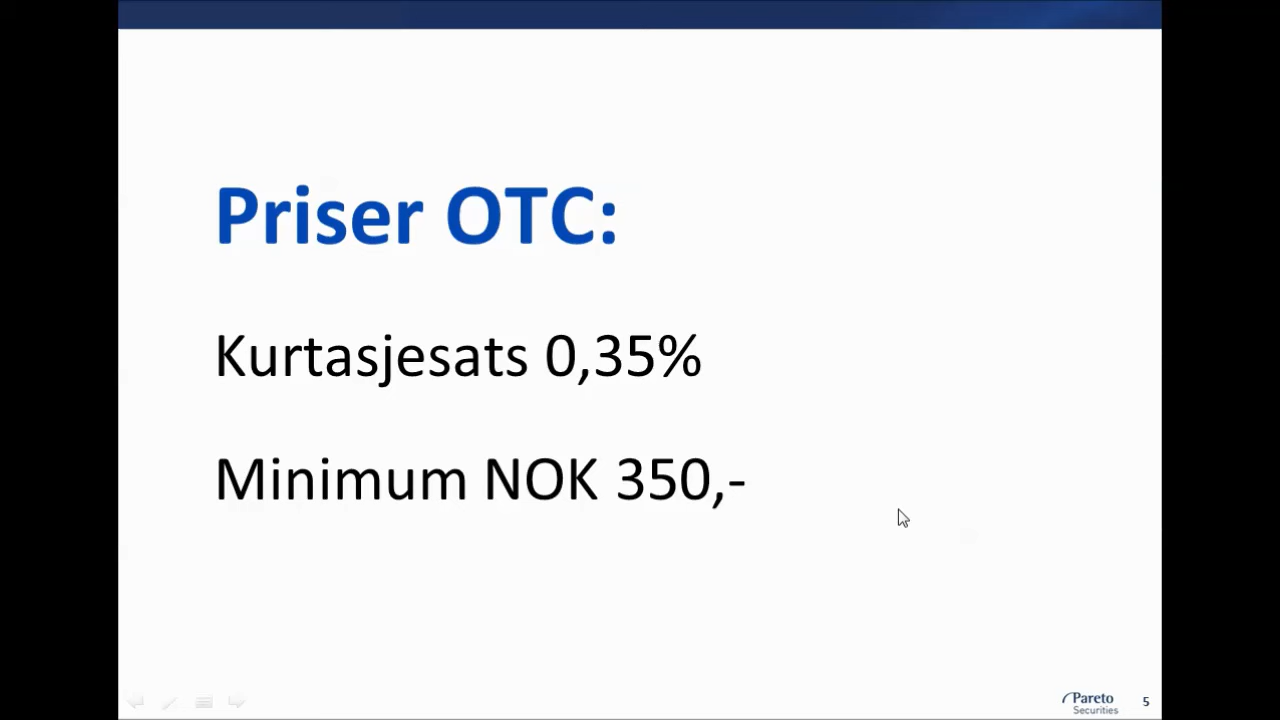 Priser OTC:
Kurtasjesats 0,35%
Minimum NOK 350,-
Pareto
Securities
5